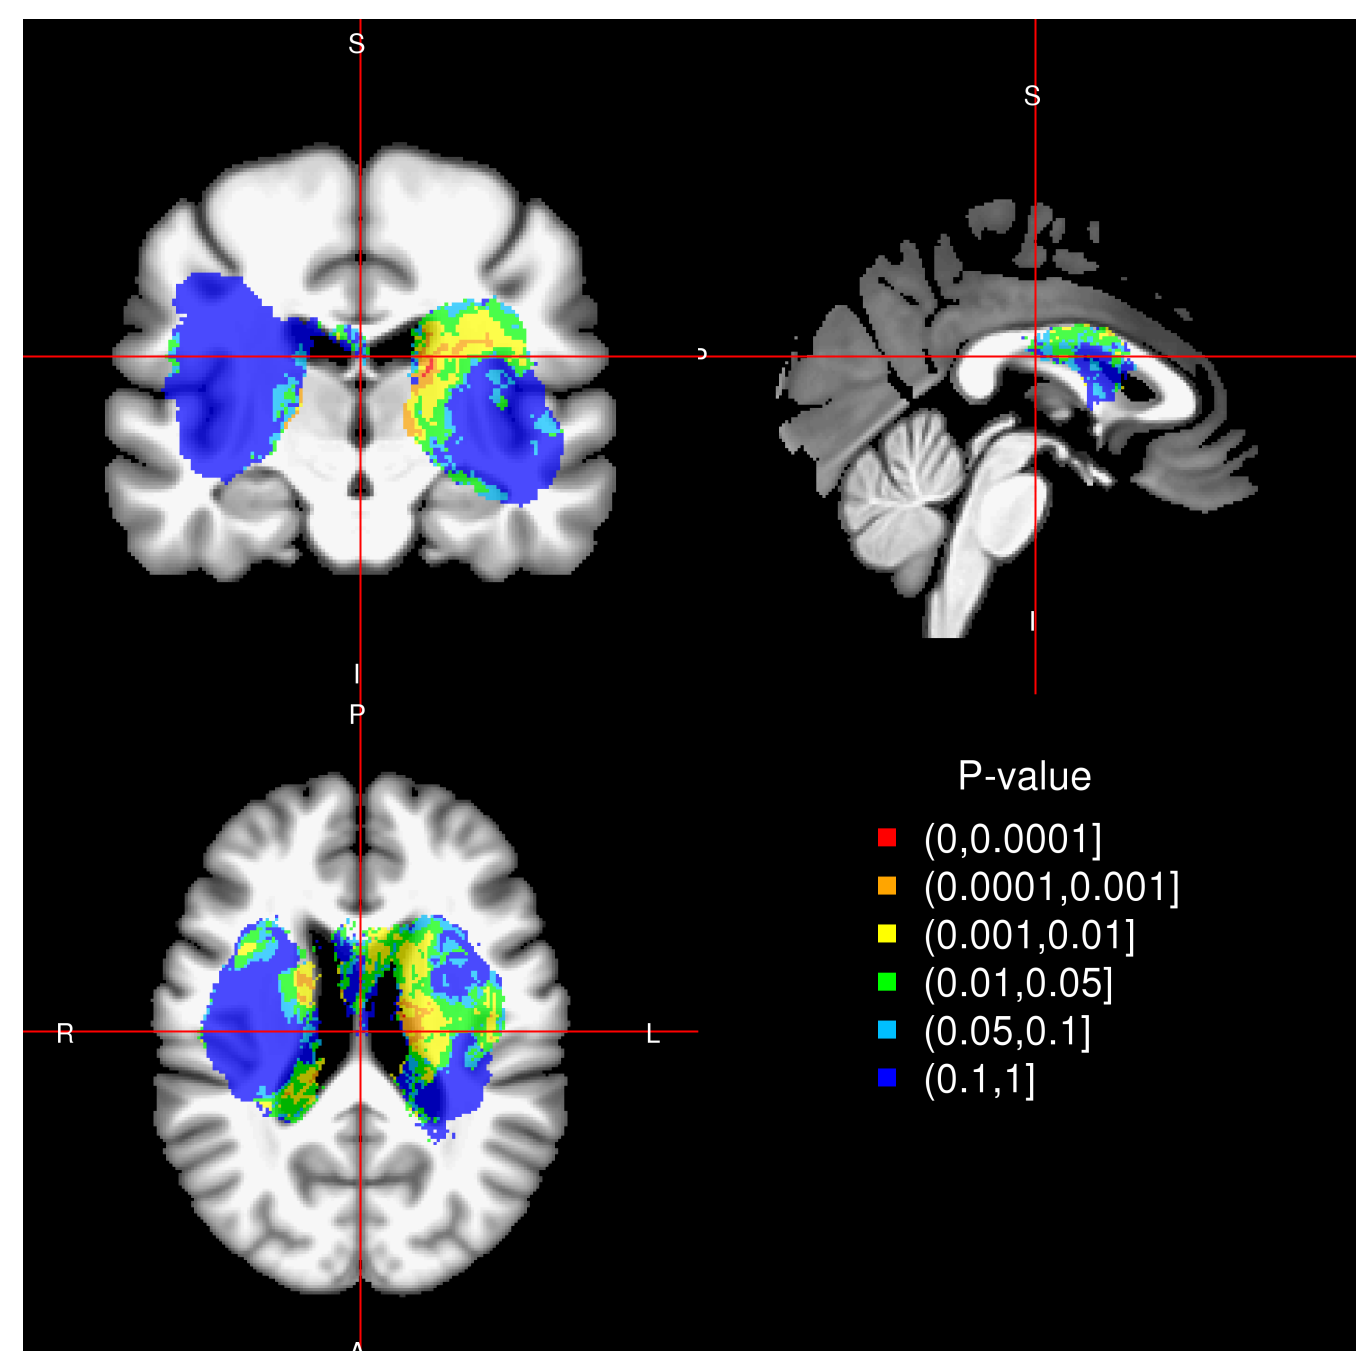 S
S
P
I
I
P
P-value
(0,0.0001]
(0.0001,0.001]
(0.001,0.01]
(0.01,0.05]
R
L
(0.05,0.1]
(0.1,1]
A